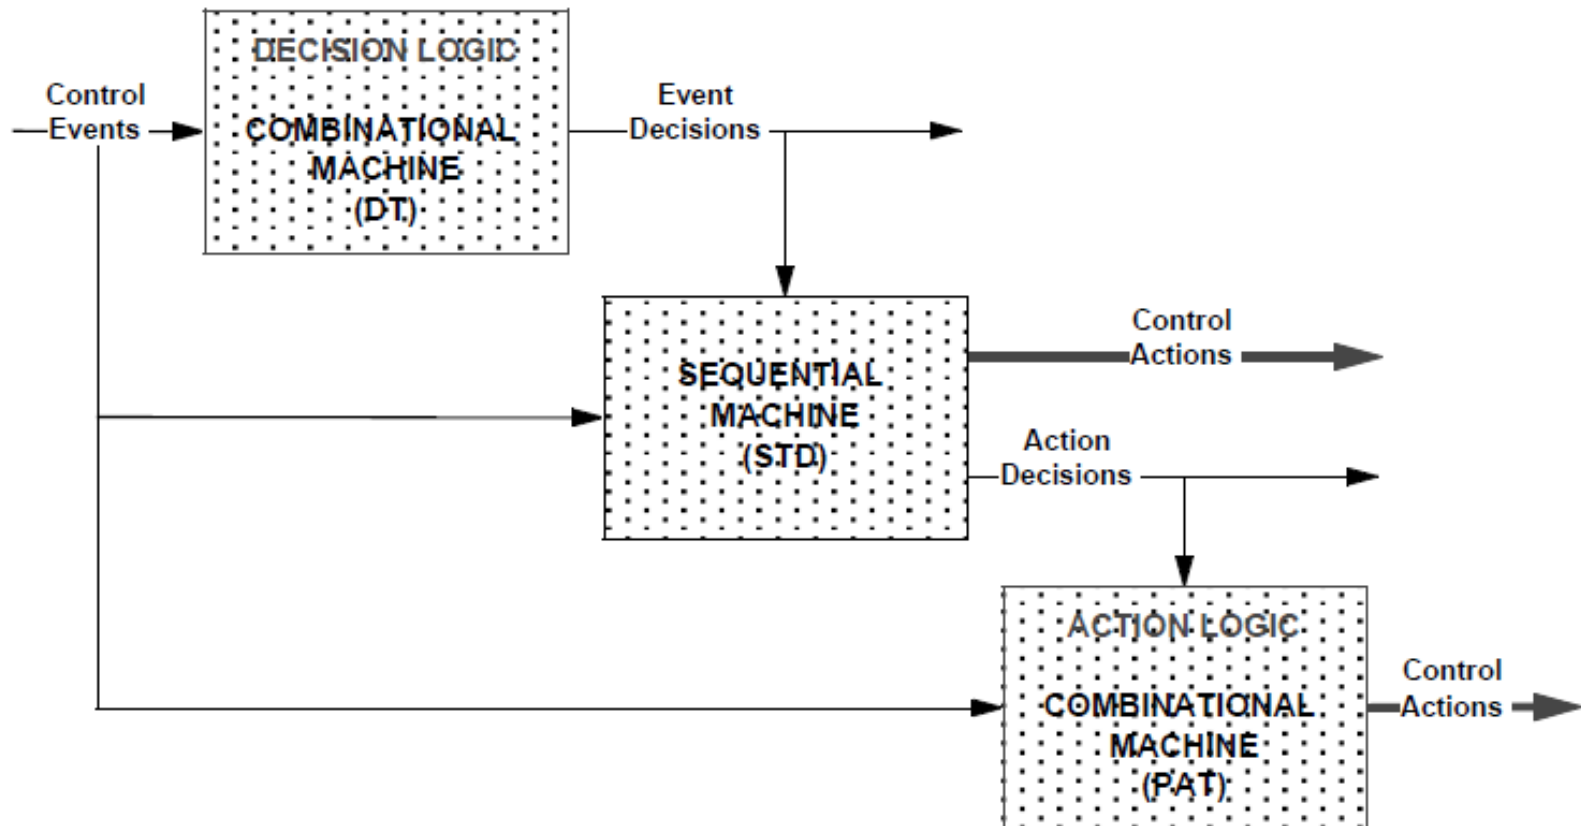 DECISION LOGIC
Control
Events
COMBINATIONAL
MACHINE
(DT)
Event
Decisions
SEQUENTIAL
MACHINE
(STD)
Control
Actions
Action
Decisions
ACTION LOGIC
COMBINATIONAL
MACHINE
(PAT)
Control
Actions